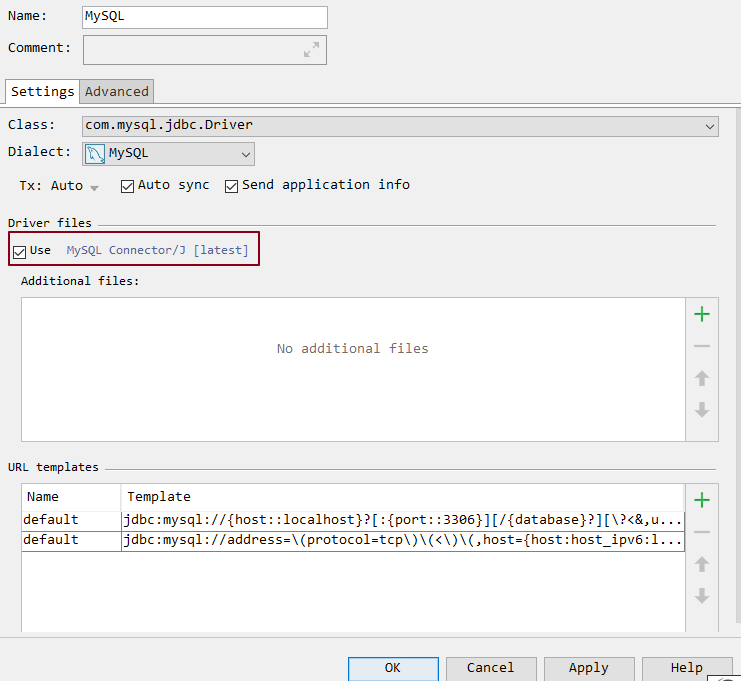 Name: MySQL
Comment:
Settings Advanced
Class: com.mysql.jdbc.Driver
Dialect: MySQL
Tx: Auto Auto sync Send application info
Driver files
Use MySQL Connector/J [latest]
Additional files:
No additional files
URL templates
Name Template
default jdbc:mysql://{host::localhost}?[:{port::3306}][/{database}?][\?<&,u...
default jdbc:mysql://address=\(protocol=tcp\)\(<\)\(,host={host:host_ipv6:l...
OK Cancel Apply Help